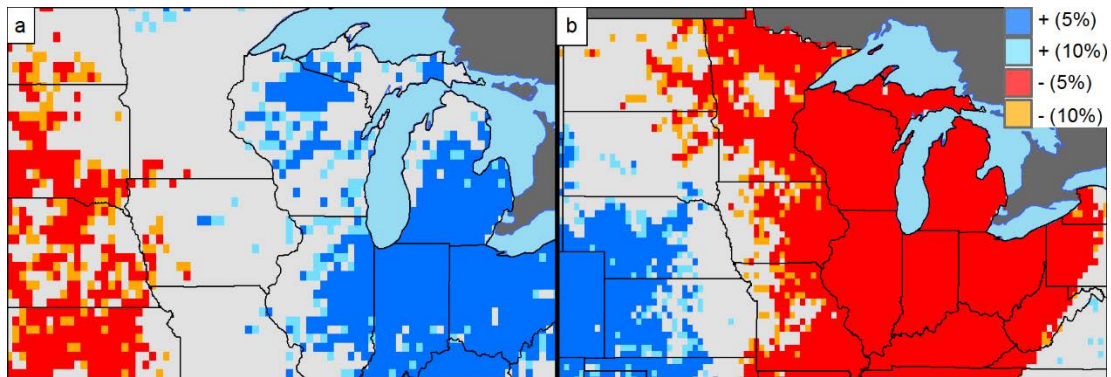 a
b
+ (5%)
+ (10%)
- (5%)
- (10%)